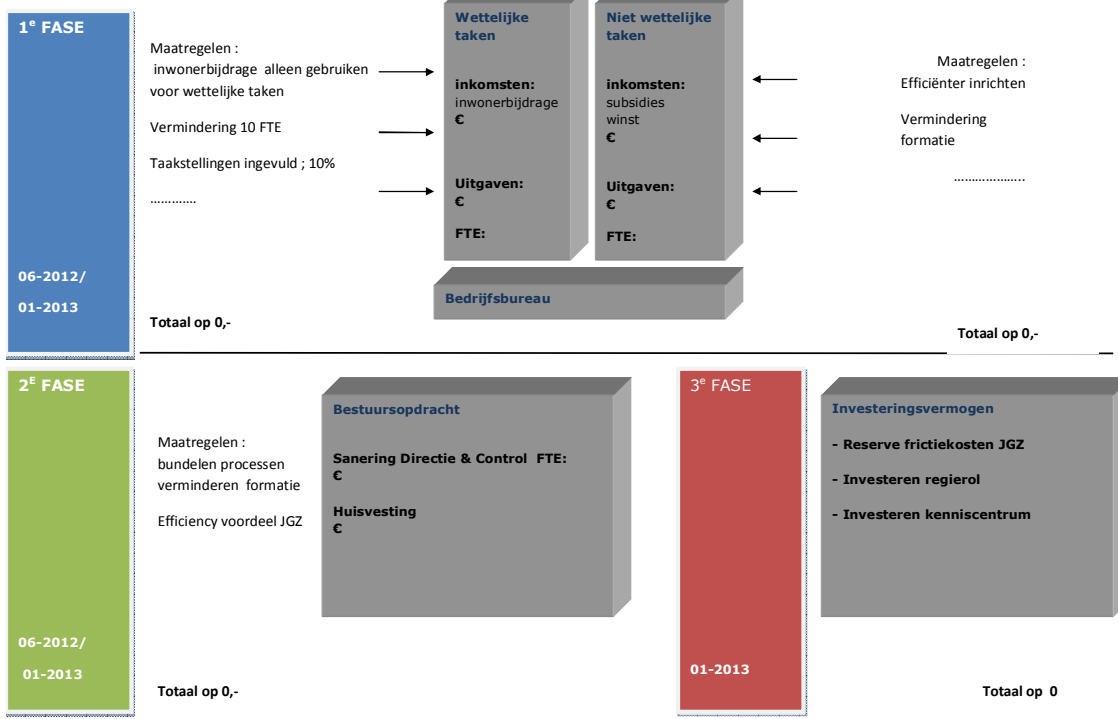 1e FASE
06-2012/
01-2013
Maatregelen :
inwonerbijdrage alleen gebruiken
voor wettelijke taken
Vermindering 10 FTE
Taakstellingen ingevuld ; 10%
………….
Totaal op 0,-
Wettelijke
taken
inkomsten:
inwonerbijdrage
€
Uitgaven:
€
FTE:
Niet wettelijke
taken
inkomsten:
subsidies
winst
€
Uitgaven:
€
FTE:
Bedrijfsbureau
Maatregelen :
Efficiënter inrichten
Vermindering
formatie
………………..
Totaal op 0,-
2E FASE
06-2012/
01-2013
Maatregelen :
bundelen processen
verminderen formatie
Efficiency voordeel JGZ
Totaal op 0,-
Bestuursopdracht
Sanering Directie & Control FTE:
€
Huisvesting
€
3e FASE
01-2013
Investeringsvermogen
- Reserve frictiekosten JGZ
- Investeren regierol
- Investeren kenniscentrum
Totaal op 0